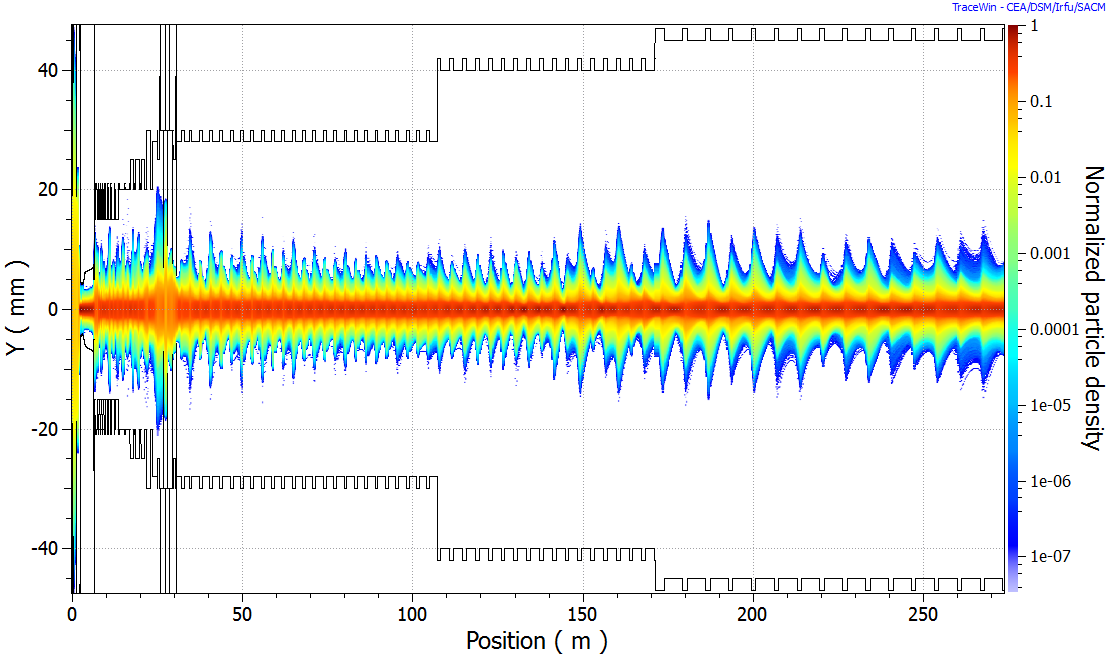 TraceWin - CEA/DSM/Irfu/SACM
40
20
0
-20
-40
Y ( mm )
0
50
100
150
200
250
Position ( m )
1
0.1
0.01
0.001
0.0001
1e-05
1e-06
1e-07
Normalized particle density